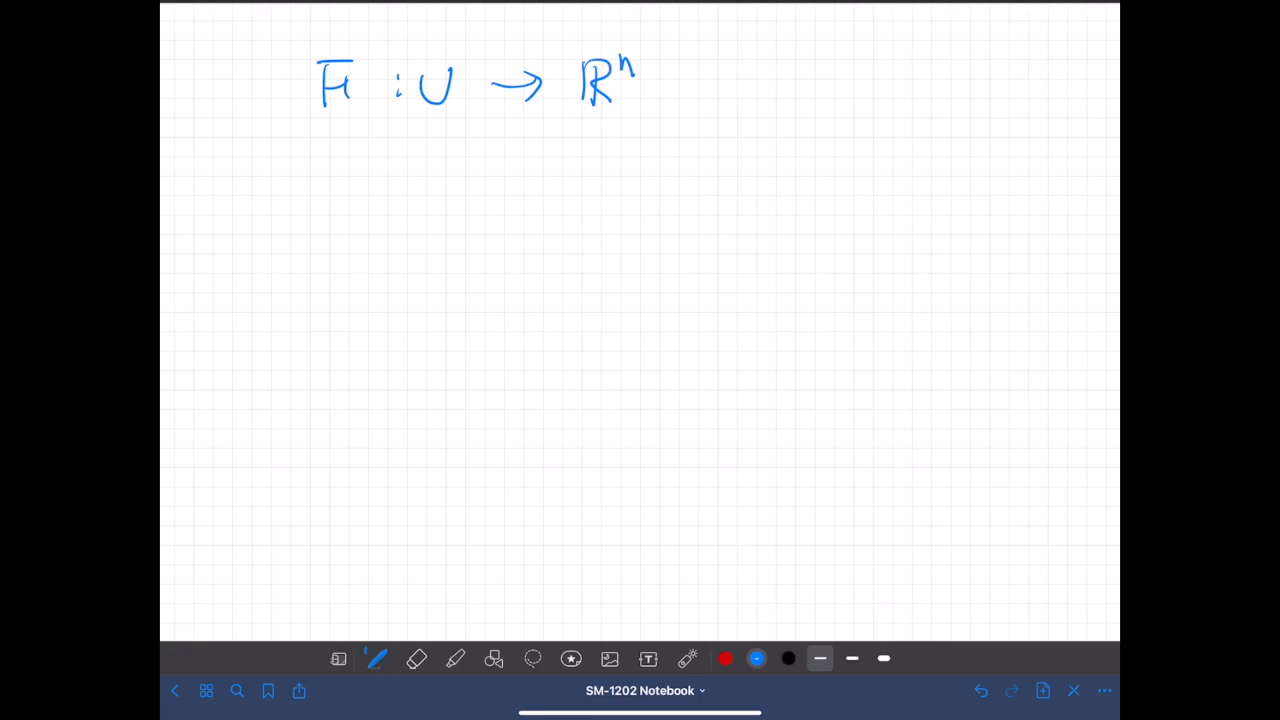 F : U → ℝⁿ
SM-1202 Notebook